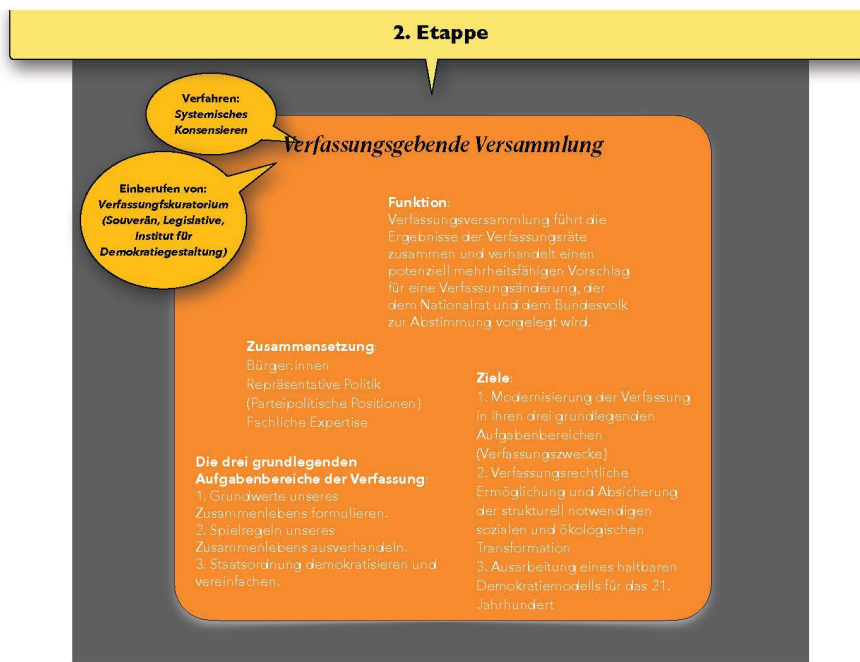 2. Etappe
Verfahren:
Systemisches
Konsensieren
Verfassungsgebende Versammlung
Einberufen von:
Verfassungfskuratorium
(Souverän, Legislative,
Institut für
Demokratiegestaltung)
Funktion:
Verfassungsversammlung führt die
Ergebnisse der Verfassungsräte
zusammen und verhandelt einen
potenziell mehrheitsfähigen Vorschlag
für eine Verfassungsänderung, der
dem Nationalrat und dem Bundesvolk
zur Abstimmung vorgelegt wird.
Zusammensetzung:
Bürger:innen
Repräsentative Politik
(Parteipolitische Positionen)
Fachliche Expertise
Die drei grundlegenden
Aufgabenbereiche der Verfassung:
1. Grundwerte unseres
Zusammenlebens formulieren.
2. Spielregeln unseres
Zusammenlebens ausverhandeln.
3. Staatsordnung demokratisieren und
vereinfachen.
Ziele:
1. Modernisierung der Verfassung
in ihren drei grundlegenden
Aufgabenbereichen
(Verfassungszwecke)
2. Verfassungsrechtliche
Ermöglichung und Absicherung
der strukturell notwendigen
sozialen und ökologischen
Transformation
3. Ausarbeitung eines haltbaren
Demokratiemodells für das 21.
Jahrhundert